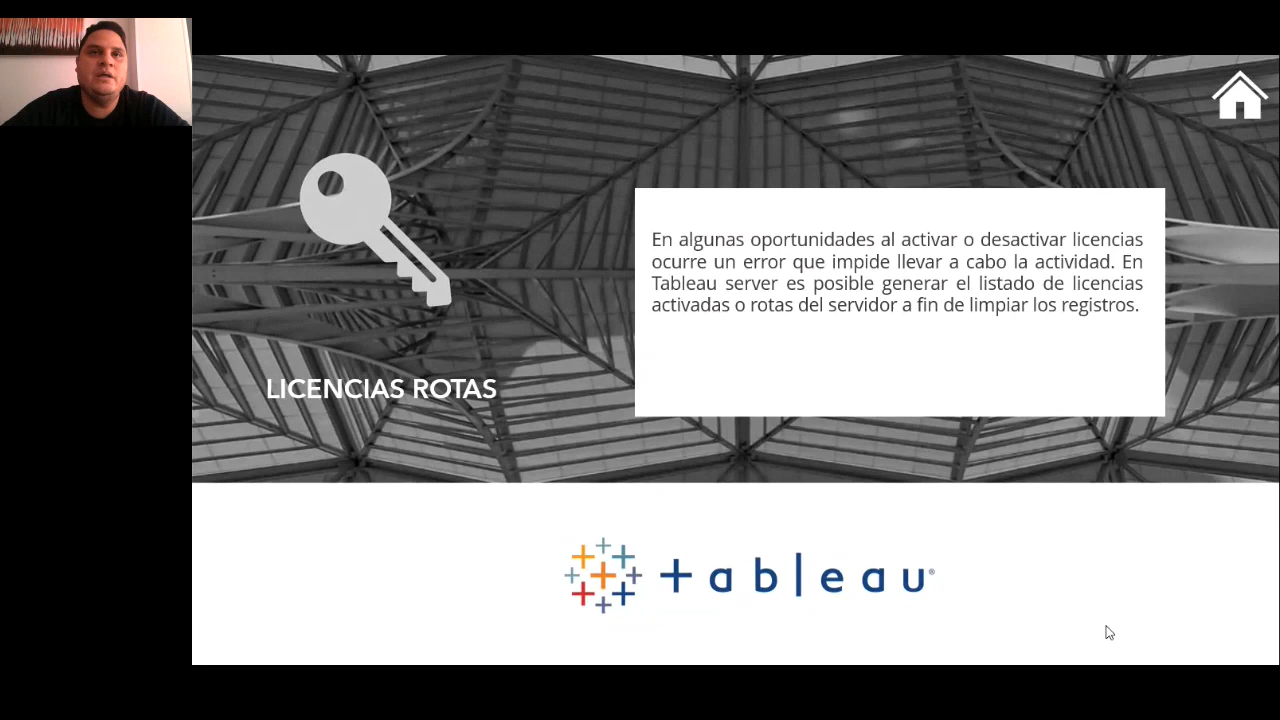 LICENCIAS ROTAS
En algunas oportunidades al activar o desactivar licencias
ocurre un error que impide llevar a cabo la actividad. En
Tableau server es posible generar el listado de licencias
activadas o rotas del servidor a fin de limpiar los registros.
+ableau®